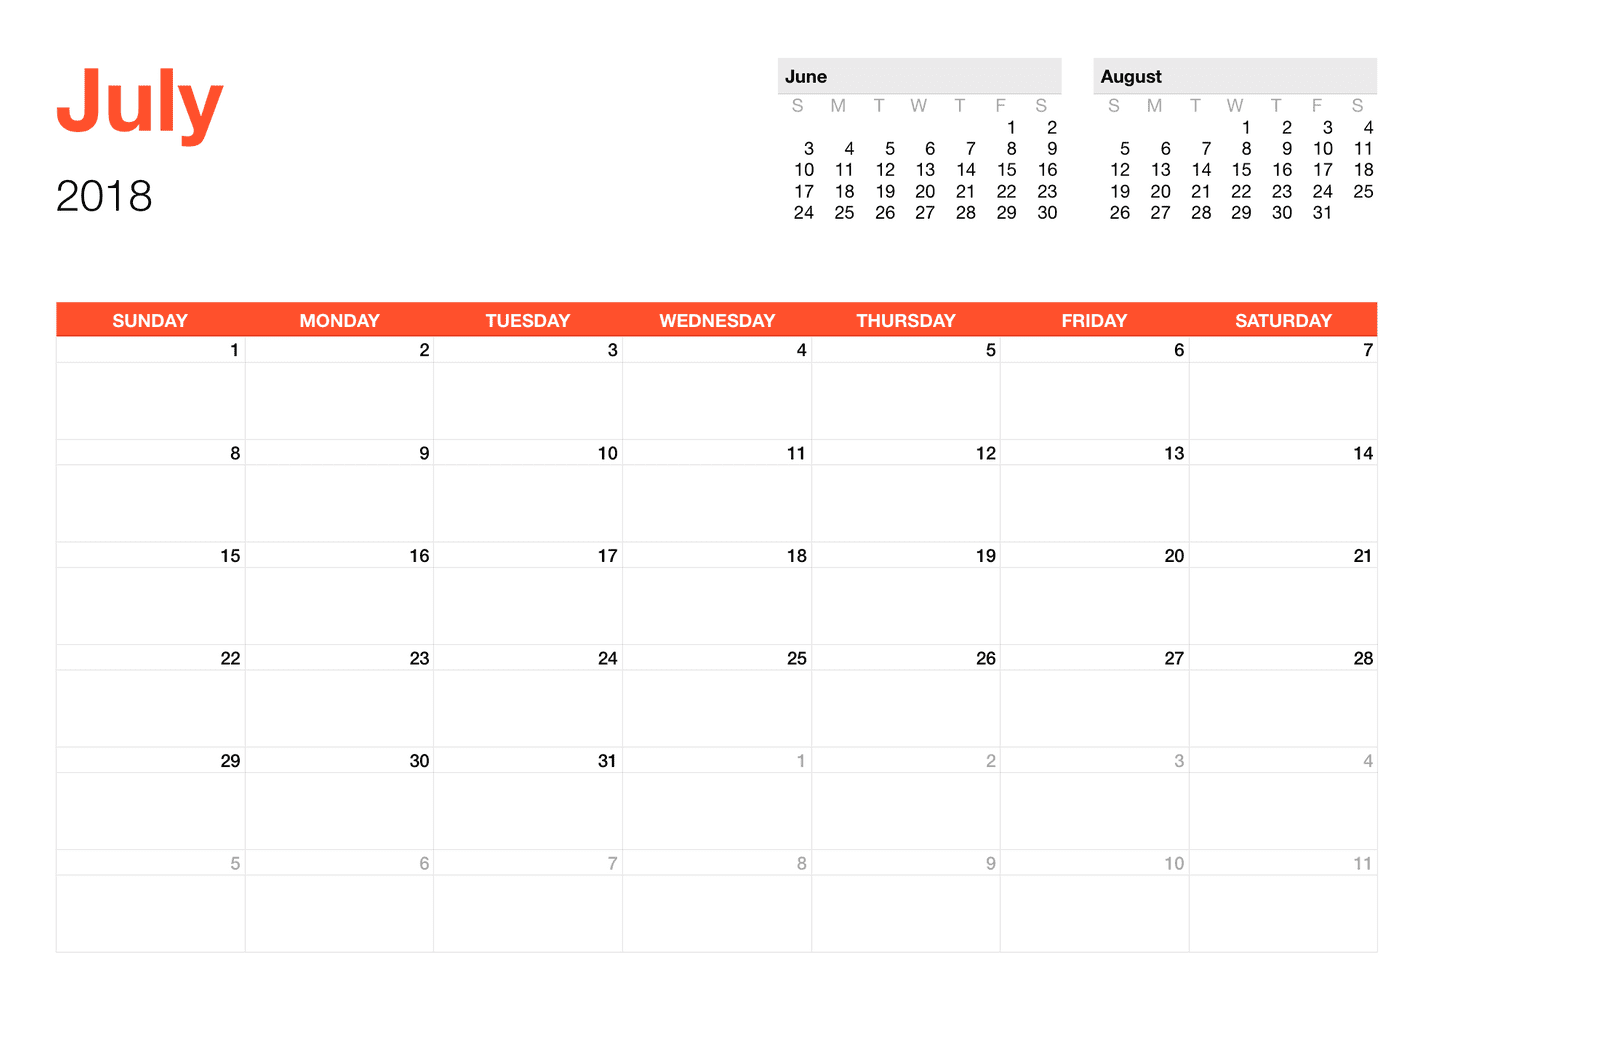 July
2018
June
S M T W T F S
1 2
3 4 5 6 7 8 9
10 11 12 13 14 15 16
17 18 19 20 21 22 23
24 25 26 27 28 29 30
August
S M T W T F S
1 2 3 4
5 6 7 8 9 10 11
12 13 14 15 16 17 18
19 20 21 22 23 24 25
26 27 28 29 30 31
SUNDAY MONDAY TUESDAY WEDNESDAY THURSDAY FRIDAY SATURDAY
1 2 3 4 5 6 7
8 9 10 11 12 13 14
15 16 17 18 19 20 21
22 23 24 25 26 27 28
29 30 31 1 2 3 4
5 6 7 8 9 10 11